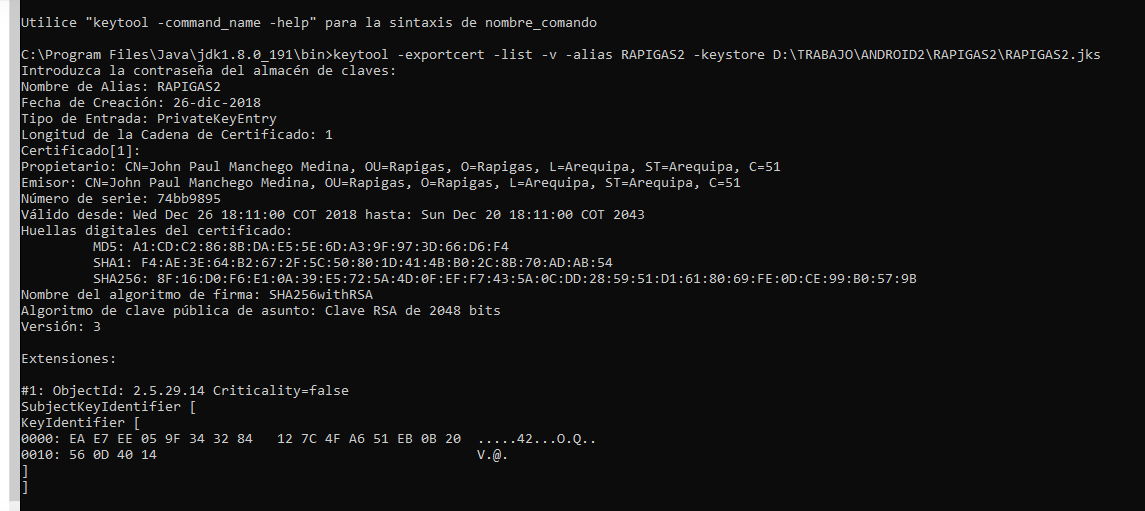 Utilice "keytool -command_name -help" para la sintaxis de nombre_comando
C:\Program Files\Java\jdk1.8.0_191\bin>keytool -exportcert -list -v -alias RAPIGAS2 -keystore D:\TRABAJO\ANDROID2\RAPIGAS2\RAPIGAS2.jks
Introduzca la contraseña del almacén de claves:
Nombre de Alias: RAPIGAS2
Fecha de Creación: 26-dic-2018
Tipo de Entrada: PrivateKeyEntry
Longitud de la Cadena de Certificado: 1
Certificado[1]:
Propietario: CN=John Paul Manchego Medina, OU=Rapigas, O=Rapigas, L=Arequipa, ST=Arequipa, C=51
Emisor: CN=John Paul Manchego Medina, OU=Rapigas, O=Rapigas, L=Arequipa, ST=Arequipa, C=51
Número de serie: 74bb9895
Válido desde: Wed Dec 26 18:11:00 COT 2018 hasta: Sun Dec 20 18:11:00 COT 2043
Huellas digitales del certificado:
MD5: A1:CD:C2:86:8B:DA:E5:5E:6D:A3:9F:97:3D:66:D6:F4
SHA1: F4:AE:3E:64:B2:67:2F:5C:50:80:1D:41:4B:B0:2C:8B:70:AD:AB:54
SHA256: 8F:16:D0:F6:E1:0A:39:E5:72:5A:4D:0F:EF:F7:43:5A:0C:DD:28:59:51:D1:61:80:69:FE:0D:CE:99:B0:57:9B
Nombre del algoritmo de firma: SHA256withRSA
Algoritmo de clave pública de asunto: Clave RSA de 2048 bits
Versión: 3
Extensiones:
#1: ObjectId: 2.5.29.14 Criticality=false
SubjectKeyIdentifier [
KeyIdentifier [
0000: EA E7 EE 05 9F 34 32 84   12 7C 4F A6 51 EB 0B 20  .....42...O.Q..
0010: 56 0D 40 14                                        V.@.
]
]